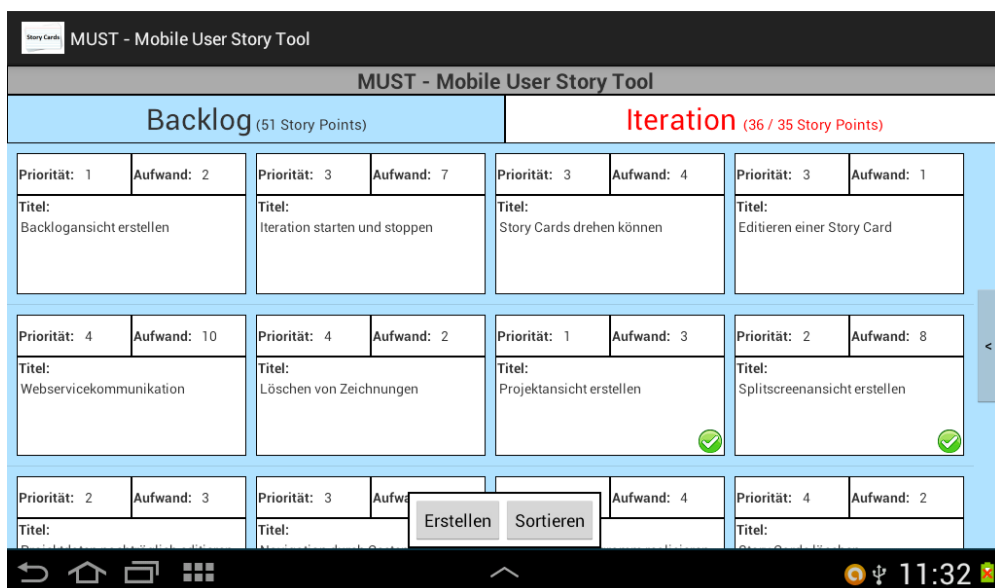 Story Cards
MUST - Mobile User Story Tool
MUST - Mobile User Story Tool
Backlog (51 Story Points)
Iteration (36 / 35 Story Points)
Priorität: 1 Aufwand: 2 Priorität: 3 Aufwand: 7 Priorität: 3 Aufwand: 4 Priorität: 3 Aufwand: 1
Titel: Titel: Titel: Titel:
Backlogansicht erstellen Iteration starten und stoppen Story Cards drehen können Editieren einer Story Card
Priorität: 4 Aufwand: 10 Priorität: 4 Aufwand: 2 Priorität: 1 Aufwand: 3 Priorität: 2 Aufwand: 8
<
Titel: Titel: Titel: Titel:
Webservicekommunikation Löschen von Zeichnungen Projektansicht erstellen Splitscreenansicht erstellen
Priorität: 2 Aufwand: 3 Priorität: 3 Aufwand: 4 Priorität: 4 Aufwand: 2
Erstellen Sortieren
Titel: Titel: Titel:
11:32